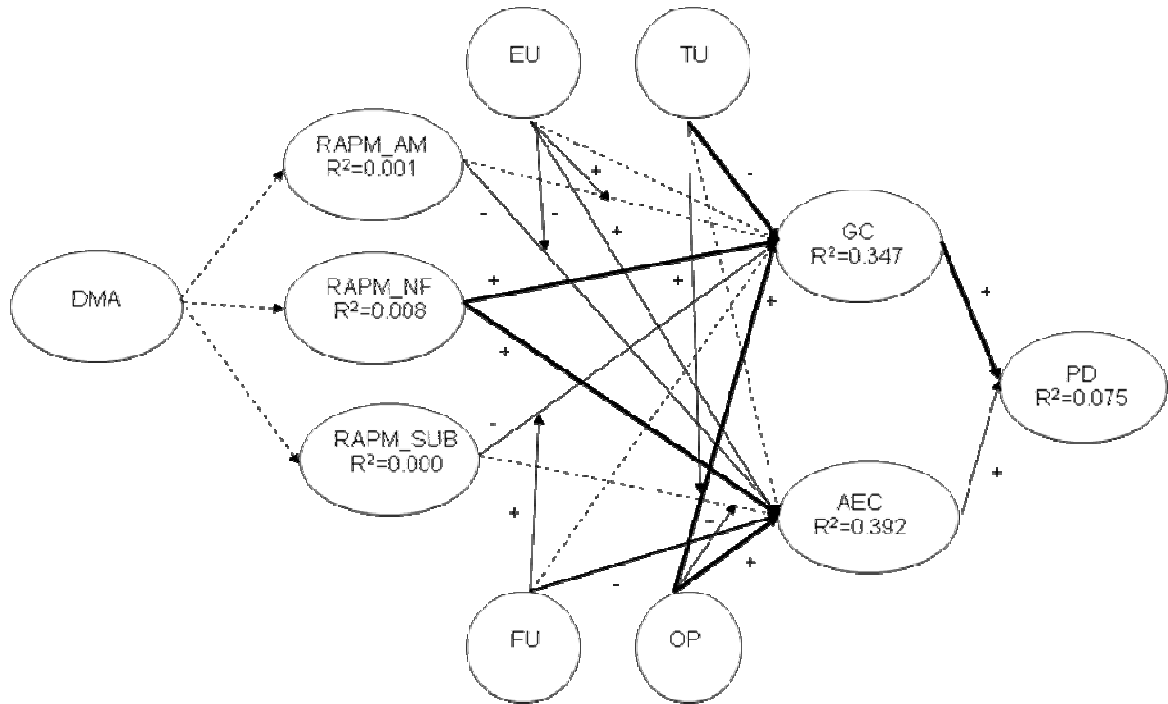 EU
TU
RAPM_AM
R²=0.001
+
-
-
-
+
GC
R²=0.347
DMA
RAPM_NF
R²=0.008
+
+
+
+
+
PD
R²=0.075
RAPM_SUB
R²=0.000
-
+
AEC
R²=0.392
+
-
-
+
FU
OP